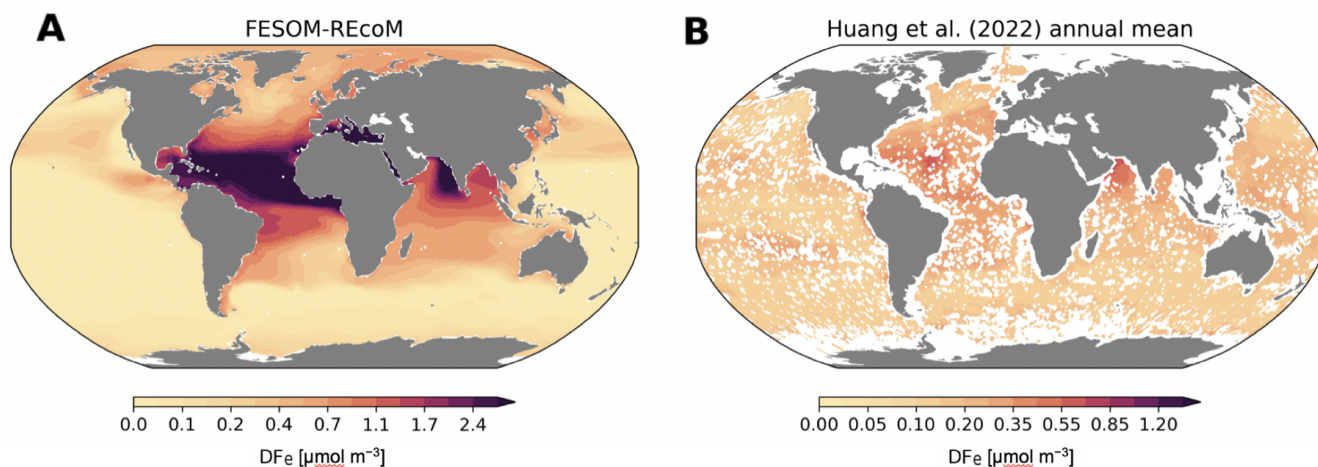 A
FESOM-REcoM
0.0 0.1 0.2 0.4 0.7 1.1 1.7 2.4
DFe [µmol m⁻³]
B
Huang et al. (2022) annual mean
0.00 0.05 0.10 0.20 0.35 0.55 0.85 1.20
DFe [µmol m⁻³]